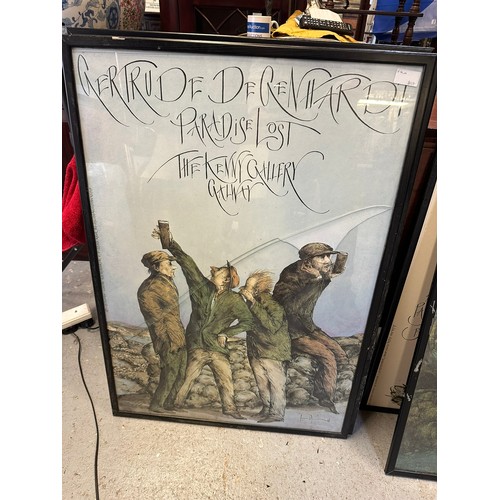 GERTRUDE DEGENHARDT
PARADISE LOST
THE KENNY GALLERY
GALWAY